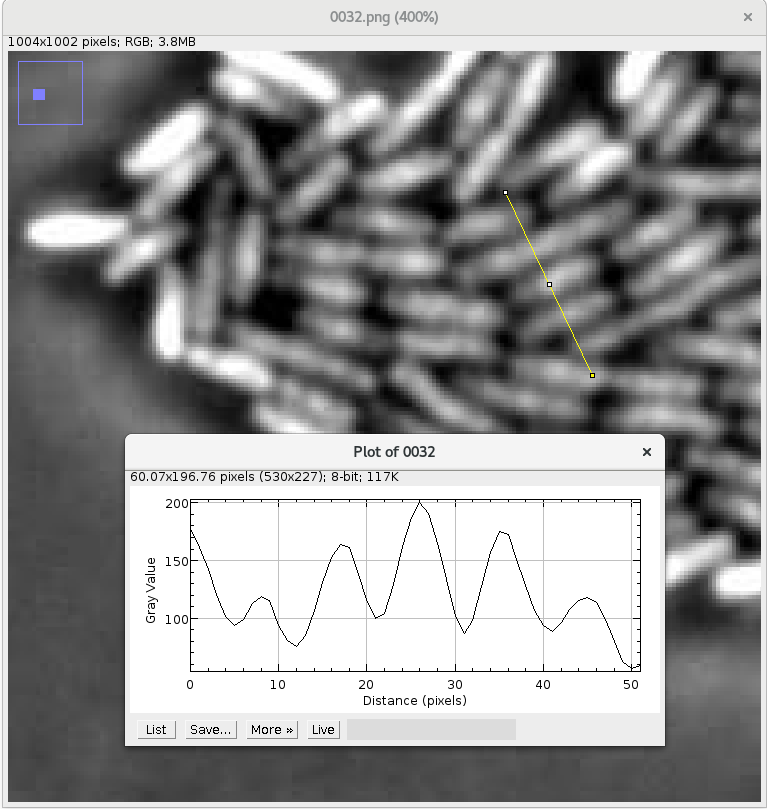 0032.png (400%)
1004x1002 pixels; RGB; 3.8MB
Plot of 0032
60.07x196.76 pixels (530x227); 8-bit; 117K
200
150
100
Gray Value
0 10 20 30 40 50
Distance (pixels)
List Save... More » Live